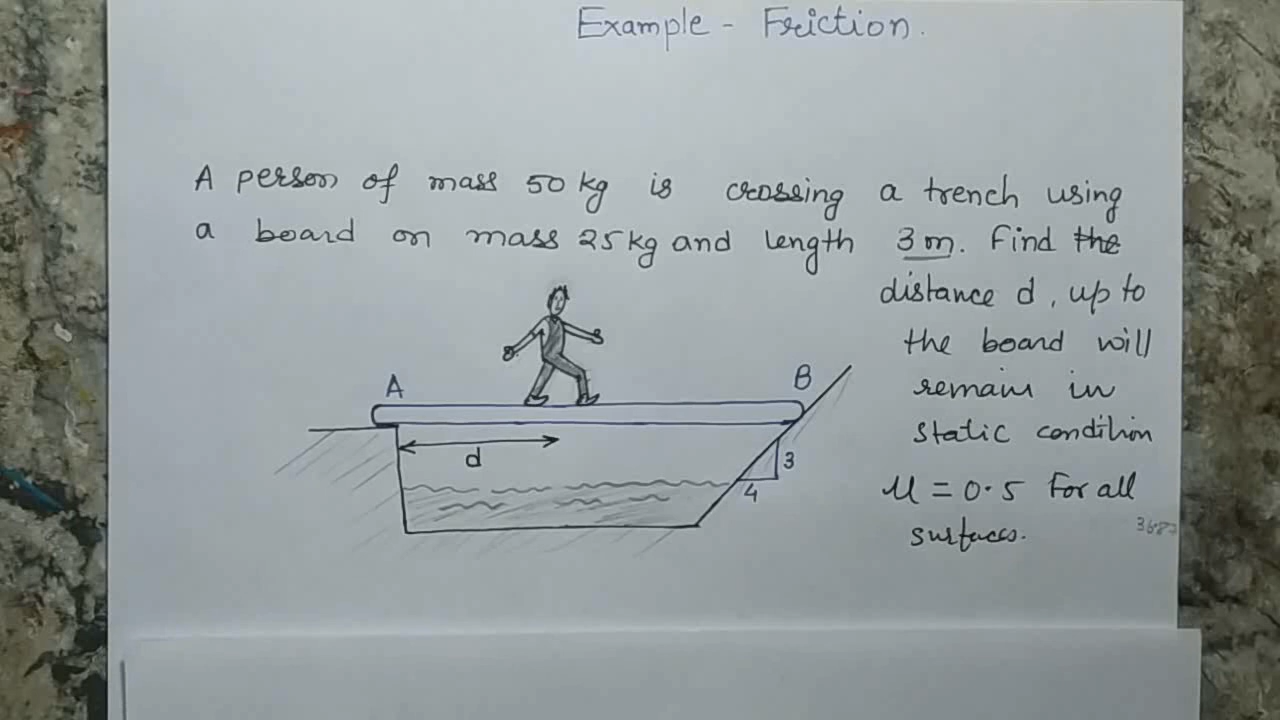 Example - Friction.
A person of mass 50 kg is crossing a trench using
a board on mass 25 kg and length 3 m. Find the
distance d, up to
the board will
remain in
static condition
μ = 0.5 For all
surfaces.
A
B
d
3
4